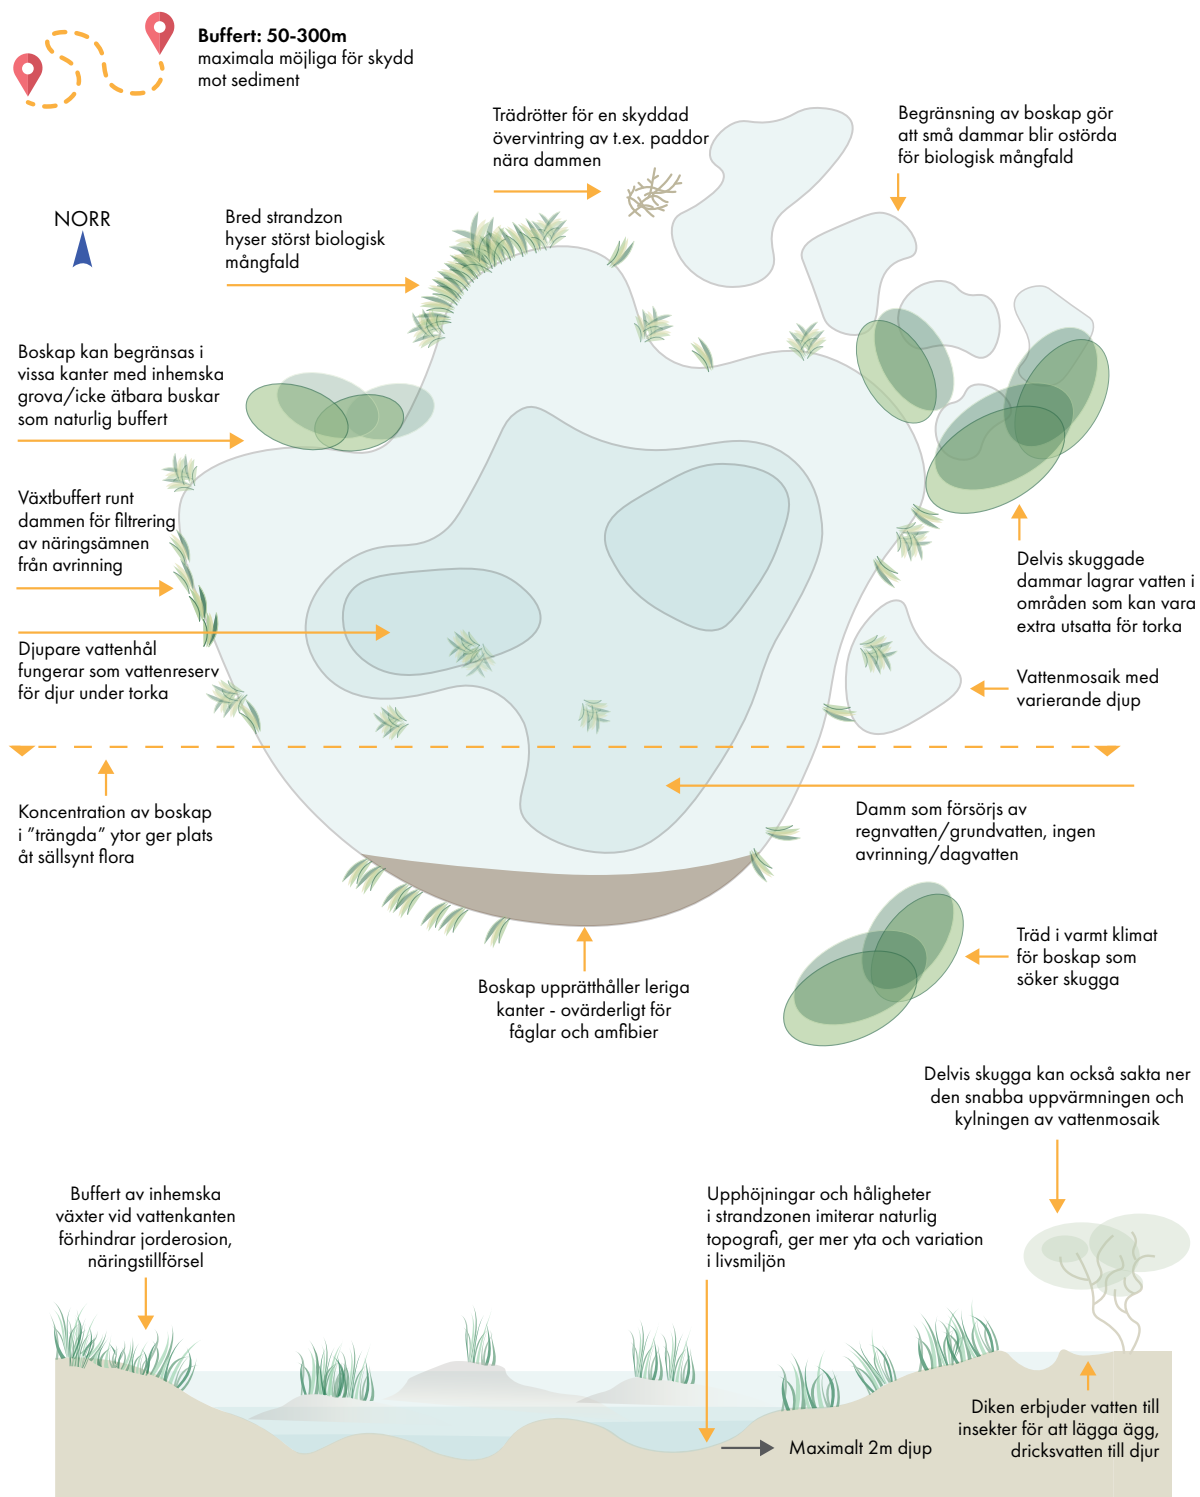 Buffert: 50-300m
maximala möjliga för skydd
mot sediment
Trädrötter för en skyddad
övervintring av t.ex. paddor
nära dammen
Begränsning av boskap gör
att små dammar blir ostörda
för biologisk mångfald
NORR
Bred strandzon
hyser störst biologisk
mångfald
Boskap kan begränsas i
vissa kanter med inhemska
grova/icke ätbara buskar
som naturlig buffert
Växtbuffert runt
dammen för filtrering
av näringsämnen
från avrinning
Djupare vattenhål
fungerar som vattenreserv
för djur under torka
Delvis skuggade
dammar lagrar vatten i
områden som kan vara
extra utsatta för torka
Vattenmosaik med
varierande djup
Koncentration av boskap
i ”trängda” ytor ger plats
åt sällsynt flora
Damm som försörjs av
regnvatten/grundvatten, ingen
avrinning/dagvatten
Träd i varmt klimat
för boskap som
söker skugga
Boskap upprätthåller leriga
kanter - ovärderligt för
fåglar och amfibier
Delvis skugga kan också sakta ner
den snabba uppvärmningen och
kylningen av vattenmosaik
Buffert av inhemska
växter vid vattenkanten
förhindrar jorderosion,
näringstillförsel
Upphöjningar och håligheter
i strandzonen imiterar naturlig
topografi, ger mer yta och variation
i livsmiljön
Maximalt 2m djup
Diken erbjuder vatten till
insekter för att lägga ägg,
dricksvatten till djur